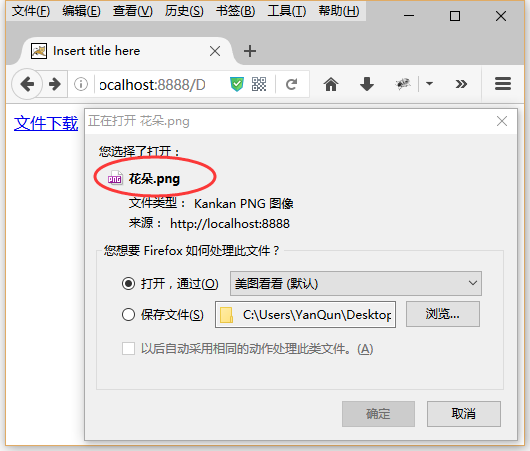 文件(F) 编辑(E) 查看(V) 历史(S) 书签(B) 工具(T) 帮助(H)
Insert title here
ocalhost:8888/D
文件下载
正在打开 花朵.png
您选择了打开：
花朵.png
文件类型： Kankan PNG 图像
来源： http://localhost:8888
您想要 Firefox 如何处理此文件？
打开，通过(O) 美图看看 (默认)
保存文件(S) C:\Users\YanQun\Desktop 浏览...
以后自动采用相同的动作处理此类文件。(A)
确定 取消